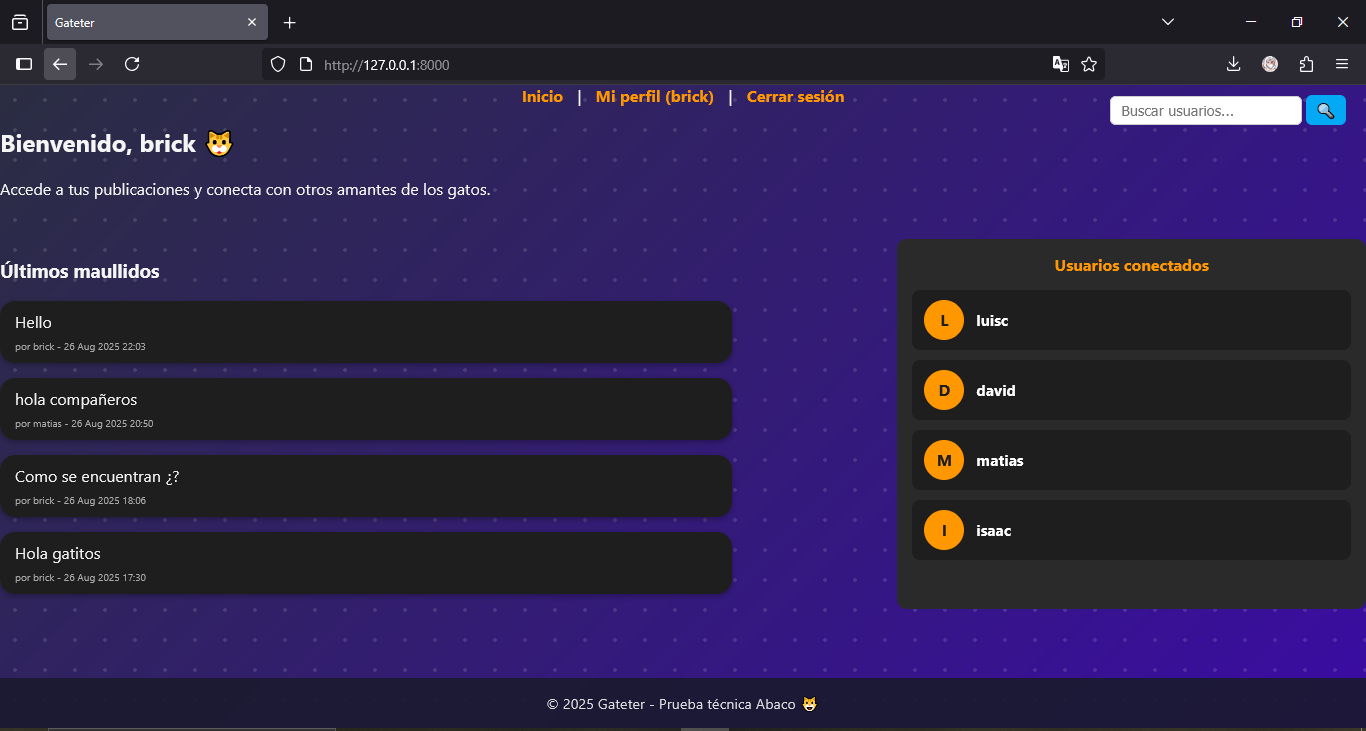 Gateter
http://127.0.0.1:8000
Inicio | Mi perfil (brick) | Cerrar sesión
Buscar usuarios...
Bienvenido, brick 🐱
Accede a tus publicaciones y conecta con otros amantes de los gatos.
Últimos maullidos
Hello
por brick - 26 Aug 2025 22:03
hola compañeros
por matias - 26 Aug 2025 20:50
Como se encuentran ¿?
por brick - 26 Aug 2025 18:06
Hola gatitos
por brick - 26 Aug 2025 17:30
Usuarios conectados
L luisc
D david
M matias
I isaac
© 2025 Gateter - Prueba técnica Abaco 😺